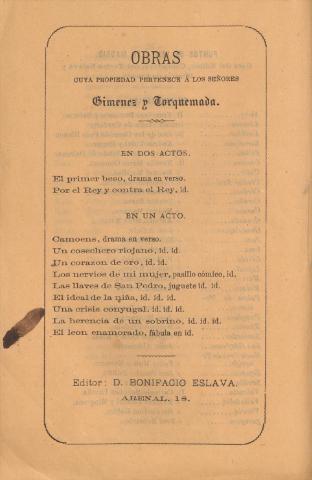 OBRAS
CUYA PROPIEDAD PERTENECE Á LOS SEÑORES
Gimenez y Torquemada.
EN DOS ACTOS.
El primer beso, drama en verso.
Por el Rey y contra el Rey, id.
EN UN ACTO.
Camoens, drama en verso.
Un cosechero riojano, id. id.
Un corazon de oro, id. id.
Los nervios de mi mujer, pasillo cómico, id.
Las llaves de San Pedro, juguete id. id.
El ideal de la niña, id. id. id.
Una crisis conyugal, id. id. id.
La herencia de un sobrino, id. id. id.
El leon enamorado, fábula en id.
Editor: D. BONIFACIO ESLAVA.
ARENAL, 18.